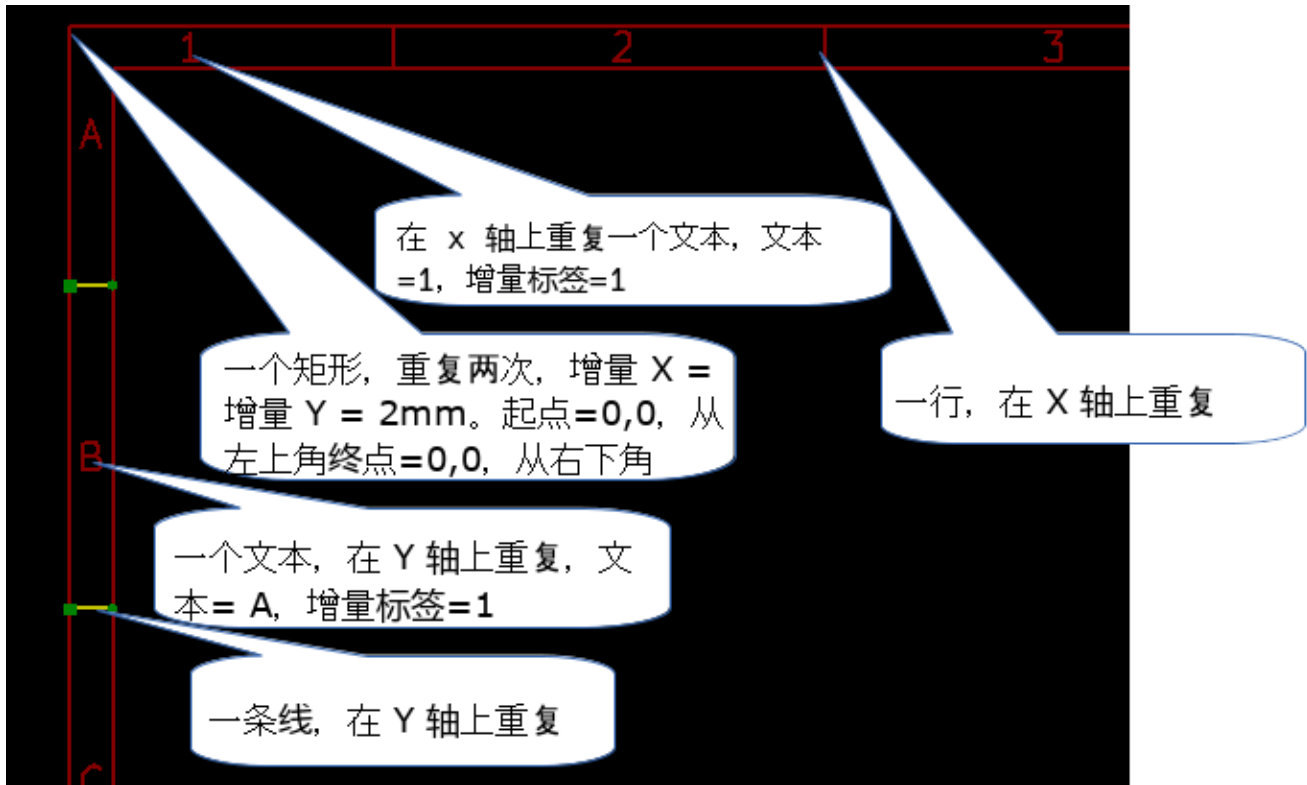 1 2 3
A
在 x 轴上重复一个文本，文本
=1，增量标签=1
一个矩形，重复两次，增量 X =
增量 Y = 2mm。起点=0,0，从
左上角终点=0,0，从右下角
一行，在 X 轴上重复
B
一个文本，在 Y 轴上重复，文
本= A，增量标签=1
一条线，在 Y 轴上重复
C